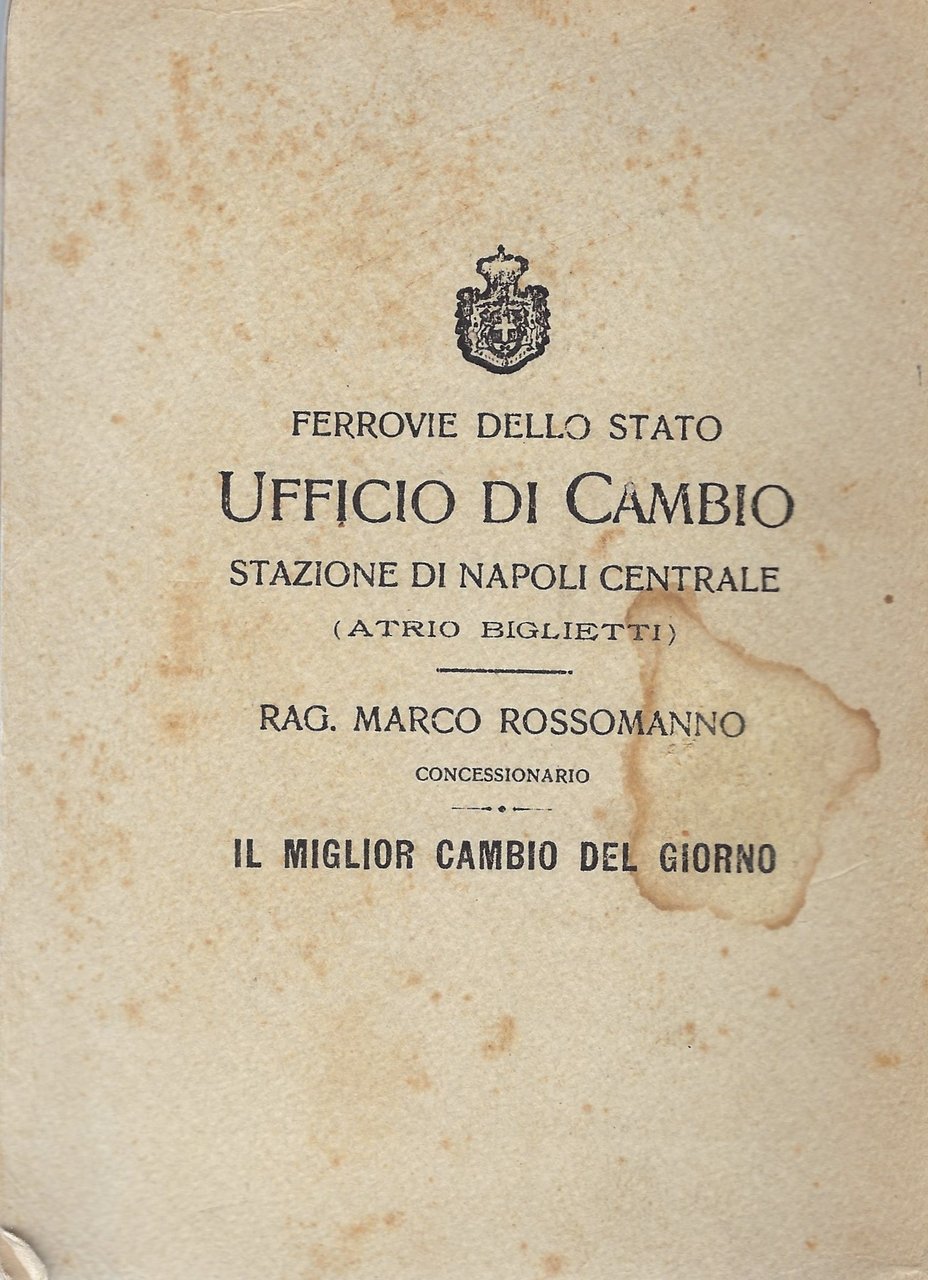 FERROVIE DELLO STATO
UFFICIO DI CAMBIO
STAZIONE DI NAPOLI CENTRALE
(ATRIO BIGLIETTI)
RAG. MARCO ROSSOMANNO
CONCESSIONARIO
IL MIGLIOR CAMBIO DEL GIORNO